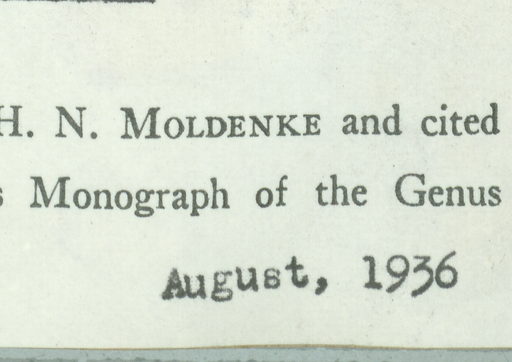 H. N. MOLDENKE and cited
s Monograph of the Genus
August, 1936